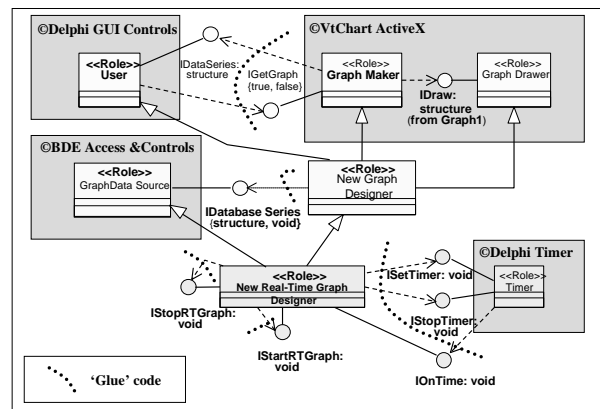 ©Delphi GUI Controls
©VtChart ActiveX
<<Role>>
User
IDataSeries:
structure
IGetGraph
{true, false}
<<Role>>
Graph Maker
<<Role>>
Graph Drawer
IDraw:
structure
(from Graph1)
©BDE Access &Controls
<<Role>>
GraphData Source
IDatabase Series
{structure, void}
<<Role>>
New Graph
Designer
©Delphi Timer
<<Role>>
New Real-Time Graph
Designer
ISetTimer: void
<<Role>>
Timer
IStopRTGraph:
void
IStopTimer:
void
IStartRTGraph:
void
IOnTime: void
'Glue' code